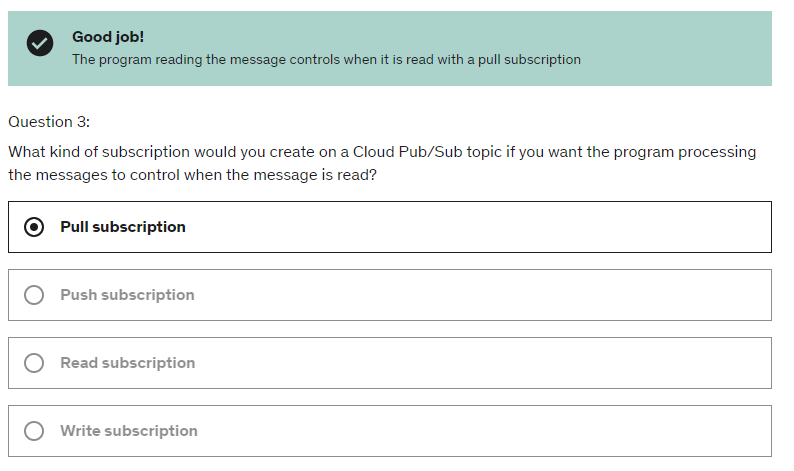 Good job!
The program reading the message controls when it is read with a pull subscription
Question 3:
What kind of subscription would you create on a Cloud Pub/Sub topic if you want the program processing
the messages to control when the message is read?
Pull subscription
Push subscription
Read subscription
Write subscription